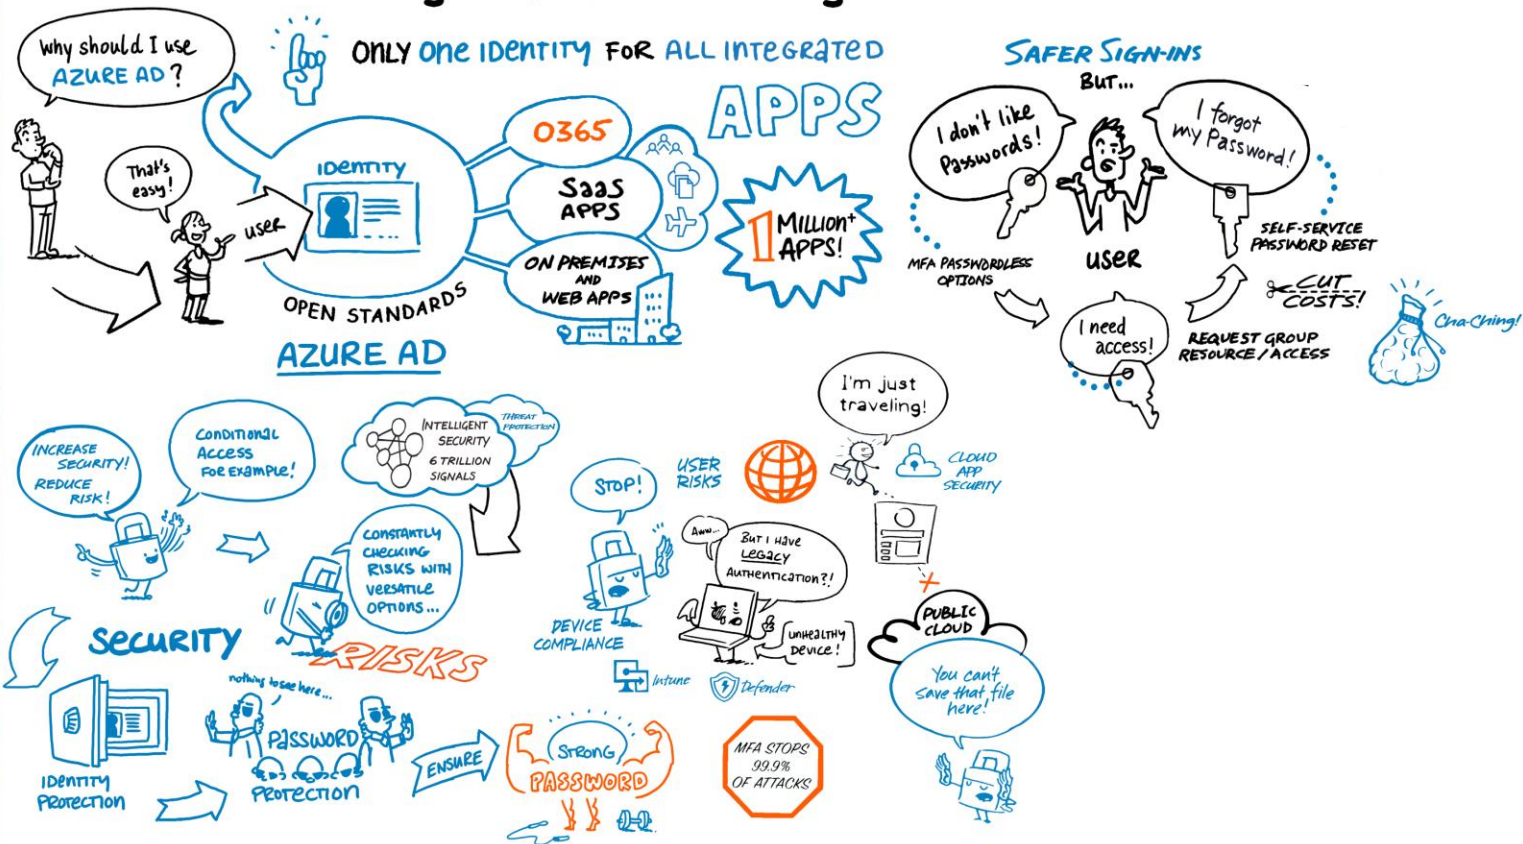 Why should I use
AZURE AD?
ONLY ONE IDENTITY FOR ALL INTEGRATED
APPS
That's
easy!
USER
IDENTITY
OPEN STANDARDS
AZURE AD
O365
SaaS
APPS
ON PREMISES
AND
WEB APPS
1 MILLION+
APPS!
SAFER SIGN-INS
BUT...
I don't like
Passwords!
I forgot
my Password!
MFA PASSWORDLESS
OPTIONS
USER
SELF-SERVICE
PASSWORD RESET
I need
access!
REQUEST GROUP
RESOURCE/ACCESS
CUT
COSTS!
Cha-Ching!
INCREASE
SECURITY!
REDUCE
RISK!
CONDITIONAL
ACCESS
FOR EXAMPLE!
INTELLIGENT
SECURITY
6 TRILLION
SIGNALS
THREAT
PROTECTION
CONSTANTLY
CHECKING
RISKS WITH
VERSATILE
OPTIONS...
SECURITY
RISKS
STOP!
USER
RISKS
I'm just
traveling!
CLOUD
APP
SECURITY
Aww...
BUT I HAVE
LEGACY
AUTHENTICATION?!
DEVICE
COMPLIANCE
UNHEALTHY
DEVICE!
Intune
Defender
PUBLIC
CLOUD
You can't
save that file
here!
IDENTITY
PROTECTION
nothing to see here...
PASSWORD
PROTECTION
ENSURE
STRONG
PASSWORD
MFA STOPS
99.9%
OF ATTACKS